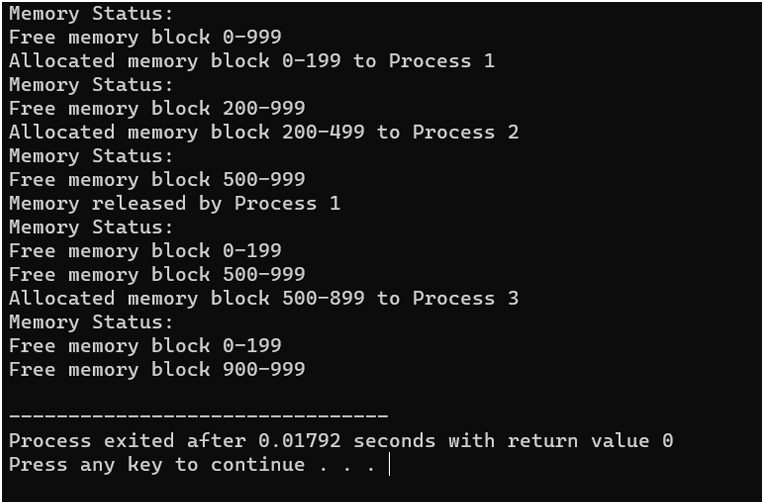 Memory Status:
Free memory block 0-999
Allocated memory block 0-199 to Process 1
Memory Status:
Free memory block 200-999
Allocated memory block 200-499 to Process 2
Memory Status:
Free memory block 500-999
Memory released by Process 1
Memory Status:
Free memory block 0-199
Free memory block 500-999
Allocated memory block 500-899 to Process 3
Memory Status:
Free memory block 0-199
Free memory block 900-999
--------------------------------
Process exited after 0.01792 seconds with return value 0
Press any key to continue . . .